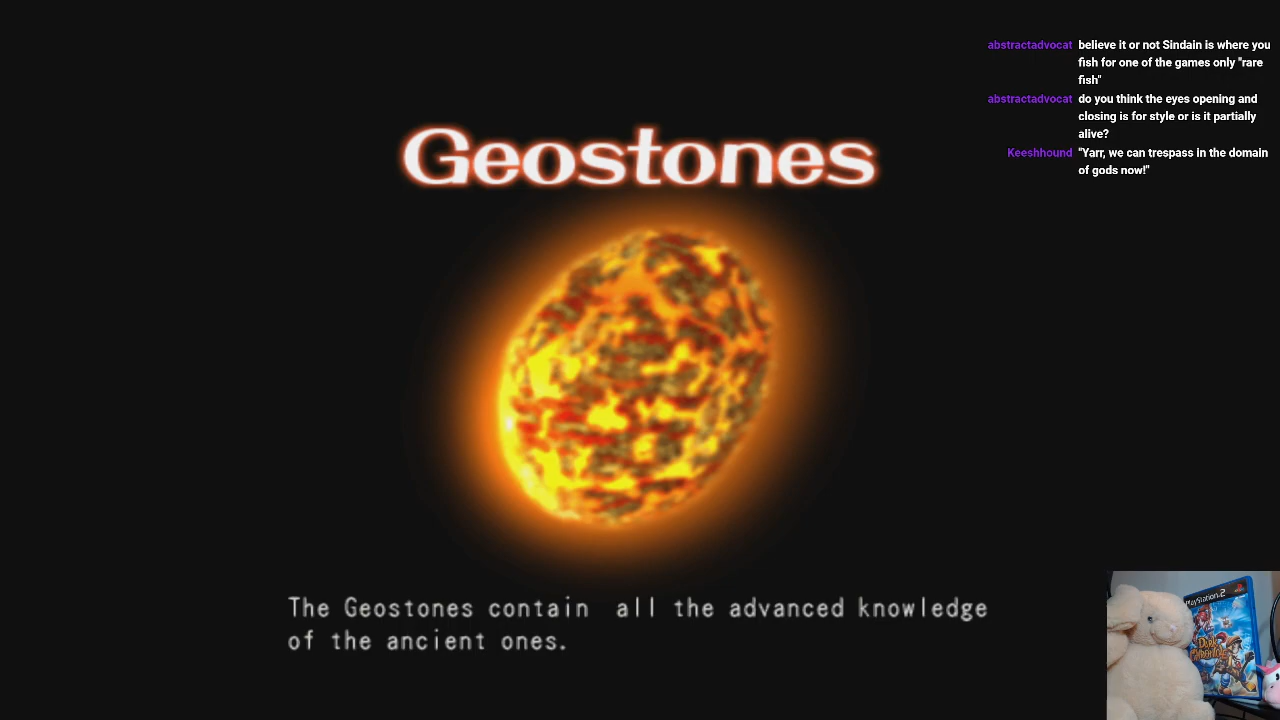 abstractadvocat believe it or not Sindain is where you
fish for one of the games only "rare
fish"
abstractadvocat do you think the eyes opening and
closing is for style or is it partially
alive?
Keeshhound "Yarr, we can trespass in the domain
of gods now!"
Geostones
The Geostones contain all the advanced knowledge
of the ancient ones.
PlayStation 2
Dark
Chronicle